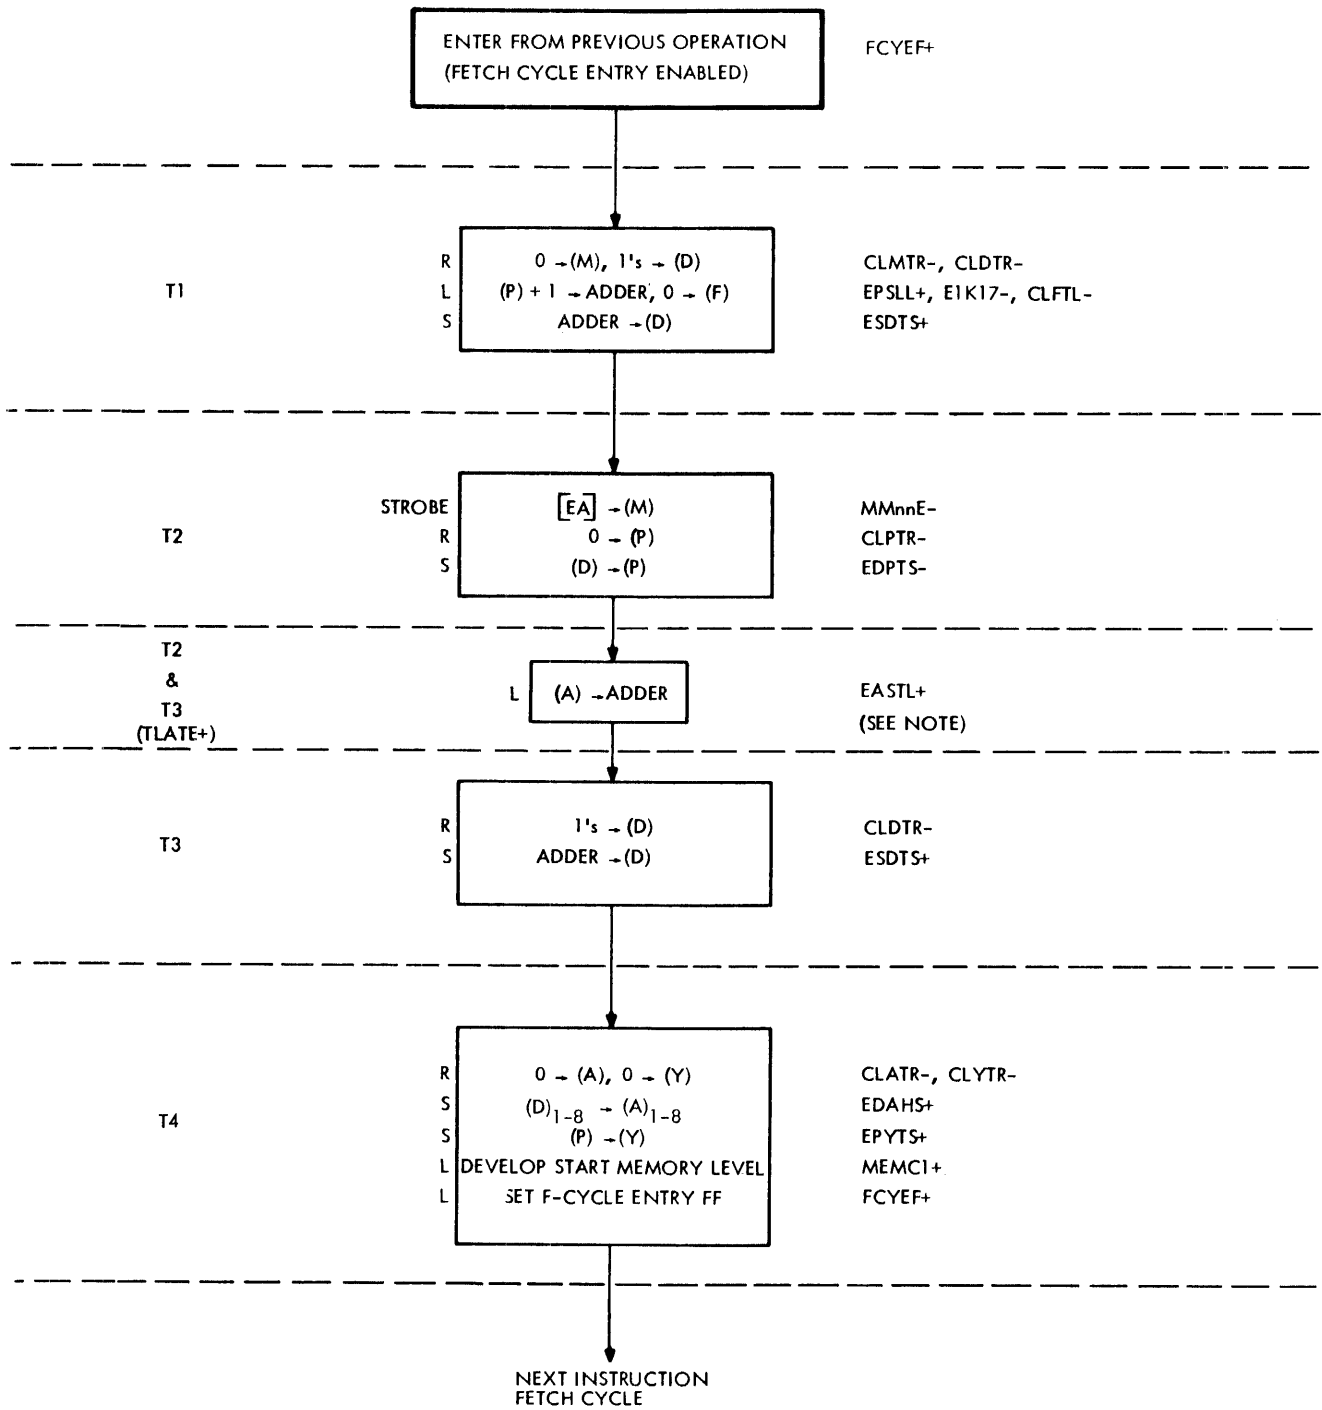 ENTER FROM PREVIOUS OPERATION
(FETCH CYCLE ENTRY ENABLED)
FCYEF+
T1
R 0 → (M), 1's → (D) CLMTR-, CLDTR-
L (P) + 1 → ADDER, 0 → (F) EPSLL+, E1K17-, CLFTL-
S ADDER → (D) ESDTS+
T2
STROBE [EA] → (M) MMnnE-
R 0 → (P) CLPTR-
S (D) → (P) EDPTS-
T2
&
T3
(TLATE+)
L (A) → ADDER EASTL+
(SEE NOTE)
T3
R 1's → (D) CLDTR-
S ADDER → (D) ESDTS+
T4
R 0 → (A), 0 → (Y) CLATR-, CLYTR-
S (D)1-8 → (A)1-8 EDAHS+
S (P) → (Y) EPYTS+
L DEVELOP START MEMORY LEVEL MEMC1+
L SET F-CYCLE ENTRY FF FCYEF+
NEXT INSTRUCTION
FETCH CYCLE